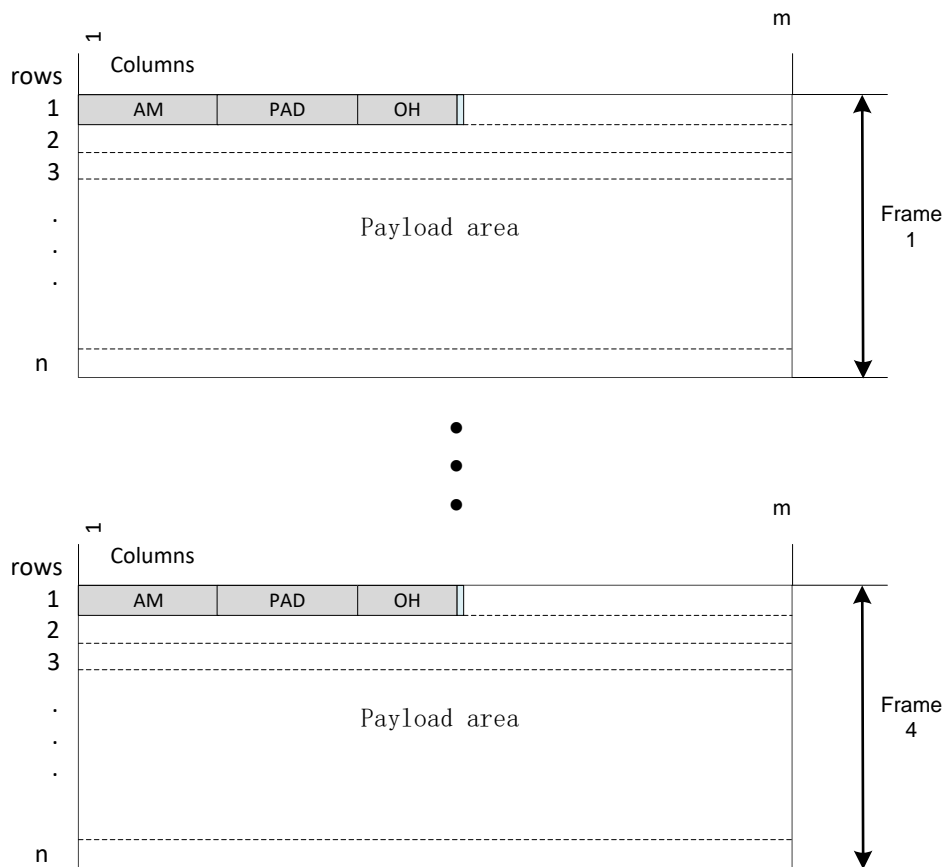 1
m
Columns
rows
1
AM PAD OH
2
3
.
.
.
Payload area
Frame
1
n
1
m
Columns
rows
1
AM PAD OH
2
3
.
.
.
Payload area
Frame
4
n